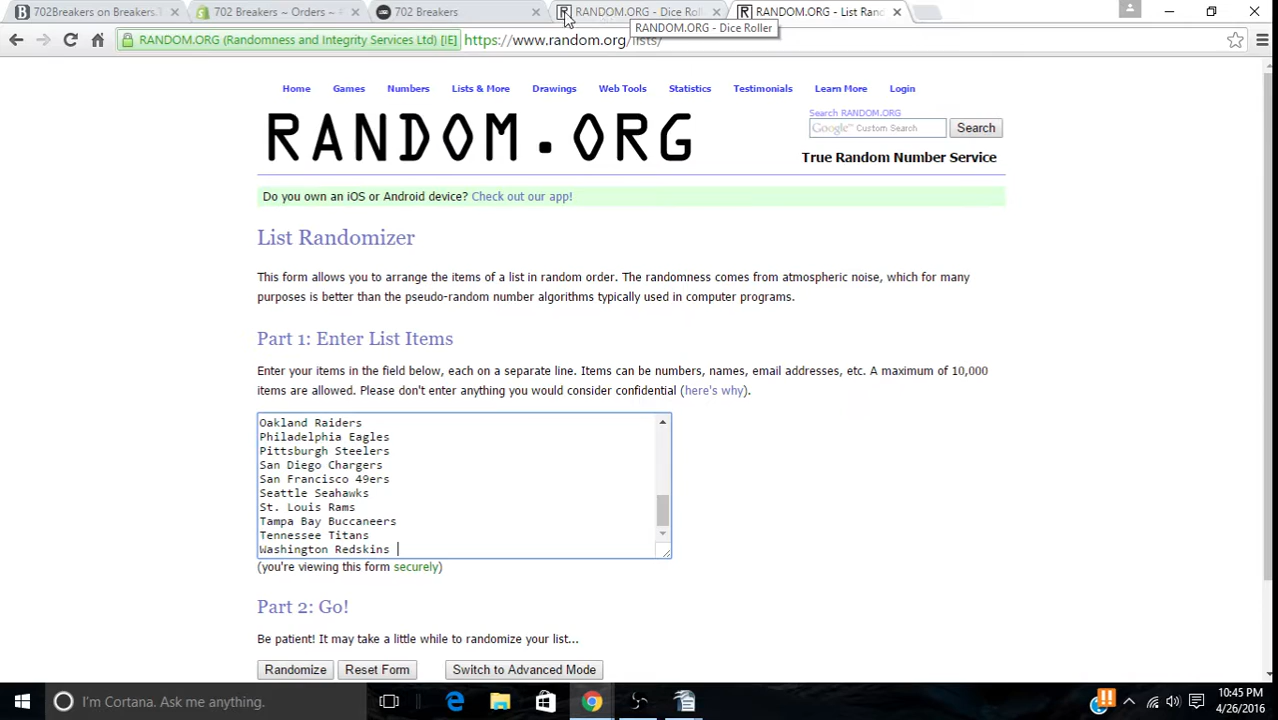 702Breakers on Breakers.T
702 Breakers ~ Orders ~
702 Breakers
RANDOM.ORG - Dice Roll
RANDOM.ORG - List Ran
RANDOM.ORG - Dice Roller
RANDOM.ORG (Randomness and Integrity Services Ltd) [IE]
https://www.random.org/lists/
Home Games Numbers Lists & More Drawings Web Tools Statistics Testimonials Learn More Login
RANDOM.ORG
Search RANDOM.ORG
Google™ Custom Search
Search
True Random Number Service
Do you own an iOS or Android device? Check out our app!
List Randomizer
This form allows you to arrange the items of a list in random order. The randomness comes from atmospheric noise, which for many
purposes is better than the pseudo-random number algorithms typically used in computer programs.
Part 1: Enter List Items
Enter your items in the field below, each on a separate line. Items can be numbers, names, email addresses, etc. A maximum of 10,000
items are allowed. Please don't enter anything you would consider confidential (here's why).
Oakland Raiders
Philadelphia Eagles
Pittsburgh Steelers
San Diego Chargers
San Francisco 49ers
Seattle Seahawks
St. Louis Rams
Tampa Bay Buccaneers
Tennessee Titans
Washington Redskins
(you're viewing this form securely)
Part 2: Go!
Be patient! It may take a little while to randomize your list...
Randomize Reset Form Switch to Advanced Mode
I'm Cortana. Ask me anything.
10:45 PM
4/26/2016